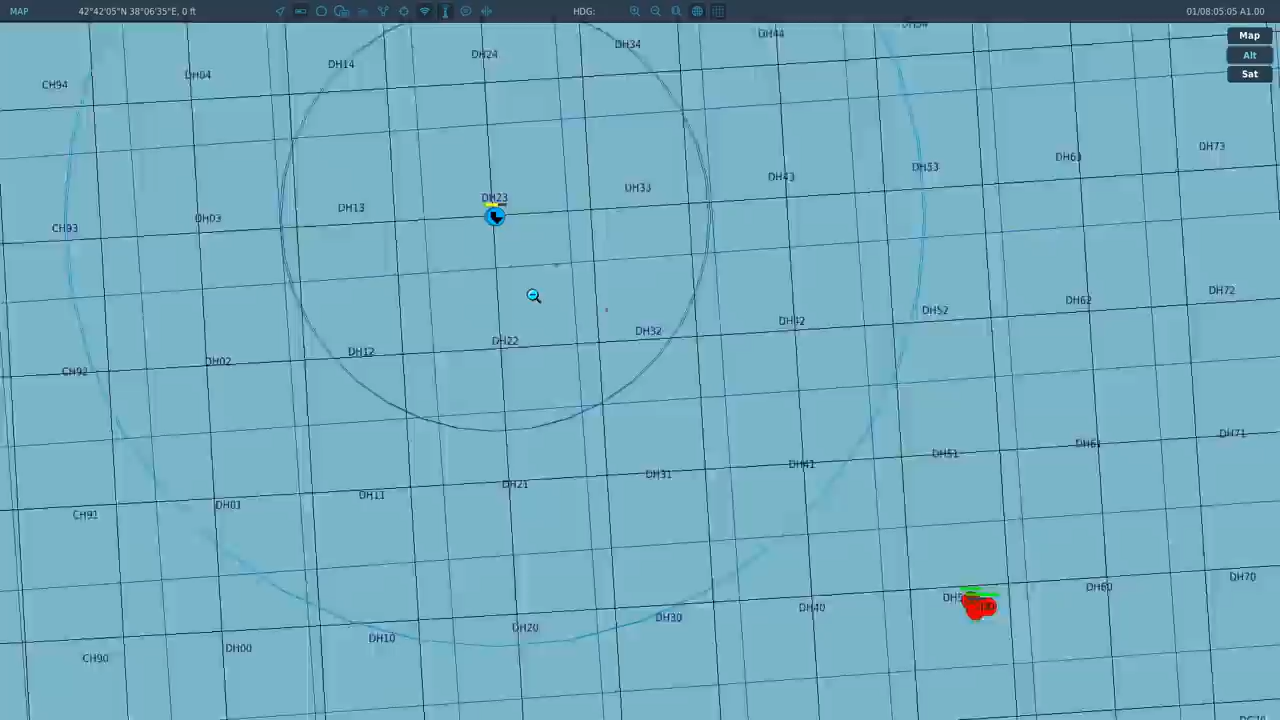 MAP 42°42'05"N 38°06'35"E, 0 ft HDG: 01/08:05:05 A1.00
Map
Alt
Sat
DH44
DH34
DH24
DH14
DH04
CH94
DH73
DH63
DH53
DH43
DH33
DH23
DH13
DH03
CH93
DH72
DH62
DH52
DH42
DH32
DH22
DH12
DH02
CH92
DH71
DH61
DH51
DH41
DH31
DH21
DH11
DH01
CH91
DH70
DH60
DH40
DH30
DH20
DH10
DH00
CH90